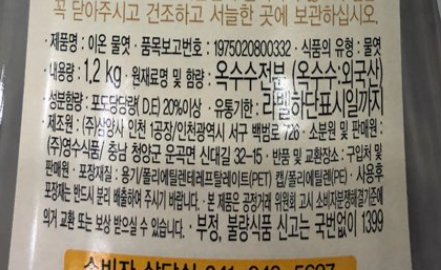 꼭 닫아주시고 건조하고 서늘한 곳에 보관하십시오.
·제품명 : 이온 물엿 · 품목보고번호 : 1975020800332 · 식품의 유형 : 물엿
·내용량 : 1.2 kg · 원재료명 및 함량 : 옥수수전분 (옥수수:외국산)
·성분함량 : 포도당당량(D.E) 20%이상 · 유통기한 : 라벨하단표시일까지
·제조원 : (주)삼양사 인천 1공장/인천광역시 서구 백범로 726 · 소분원 및 판매원 :
(주)영수식품/ 충남 청양군 운곡면 신대길 32-15 · 반품 및 교환장소 : 구입처 및
판매원 · 포장재질 : 용기/폴리에틸렌테레프탈레이트(PET) 캡/폴리에틸렌(PE) · 사용후
포장재는 반드시 분리 배출하여 주시기 바랍니다. · 본 제품은 공정거래 위원회 고시 소비자분쟁해결기준에
의거 교환 또는 보상 받으실 수 있습니다. · 부정, 불량식품 신고는 국번없이 1399
소비자 상담실